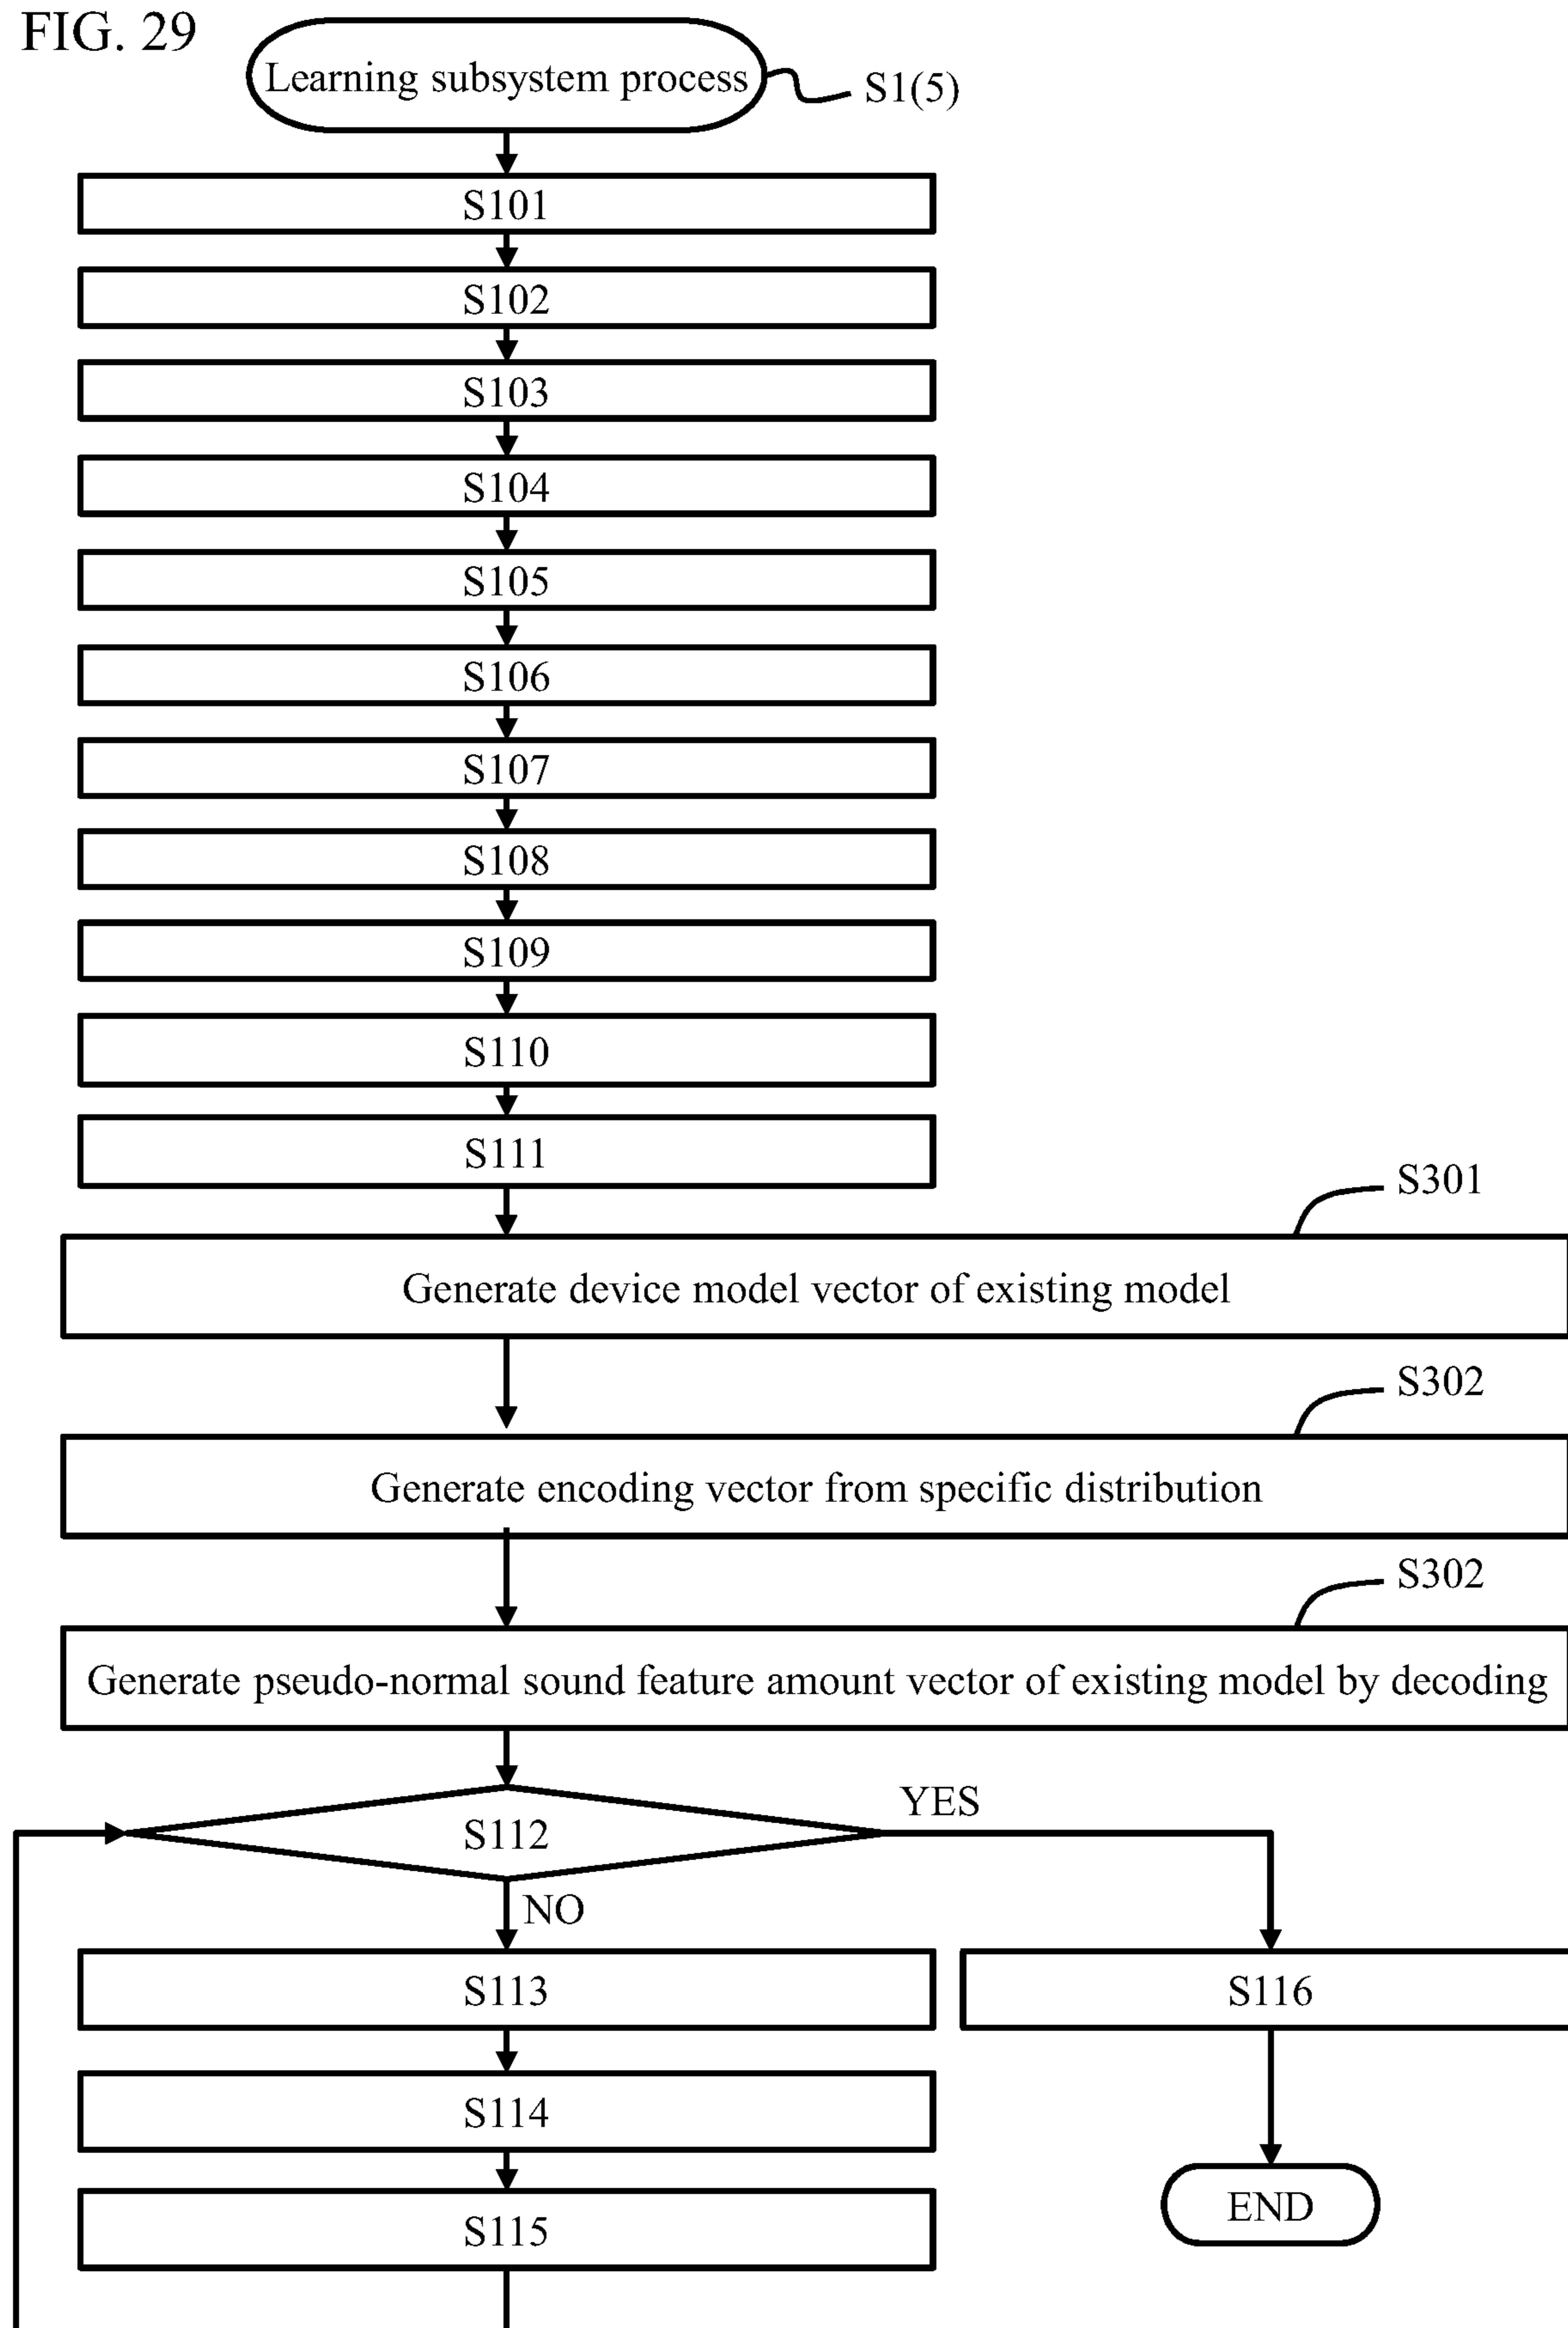 FIG. 29
Learning subsystem process
S1(5)
S101
S102
S103
S104
S105
S106
S107
S108
S109
S110
S111
S301
Generate device model vector of existing model
S302
Generate encoding vector from specific distribution
S302
Generate pseudo-normal sound feature amount vector of existing model by decoding
YES
S112
NO
S113
S116
S114
S115
END